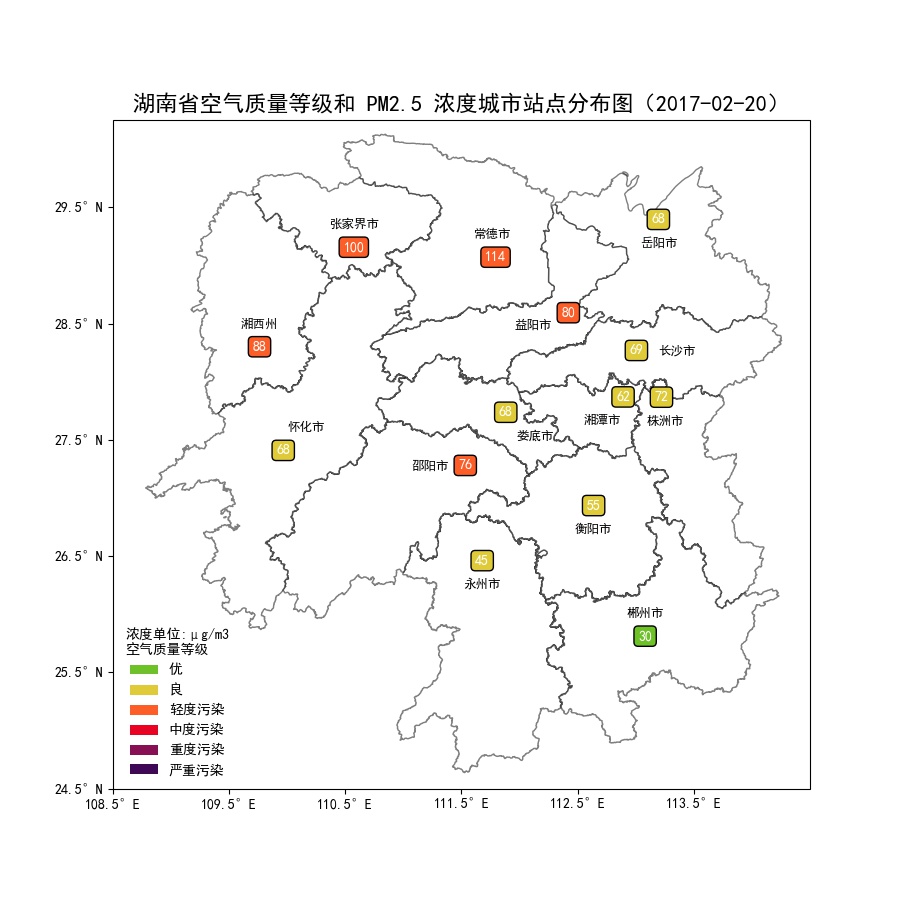 湖南省空气质量等级和 PM2.5 浓度城市站点分布图（2017-02-20）
29.5° N
28.5° N
27.5° N
26.5° N
25.5° N
24.5° N
张家界市
100
常德市
114
68
岳阳市
80
益阳市
湘西州
88
69 长沙市
62
湘潭市
72
株洲市
68
娄底市
怀化市
68
邵阳市 76
55
衡阳市
45
永州市
郴州市
30
浓度单位:μg/m3
空气质量等级
优
良
轻度污染
中度污染
重度污染
严重污染
108.5° E
109.5° E
110.5° E
111.5° E
112.5° E
113.5° E